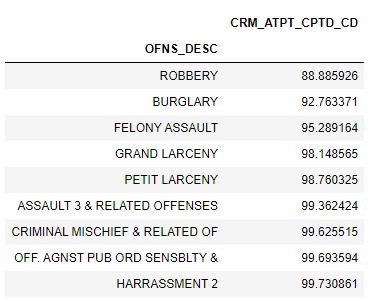 CRM_ATPT_CPTD_CD
OFNS_DESC
ROBBERY 88.885926
BURGLARY 92.763371
FELONY ASSAULT 95.289164
GRAND LARCENY 98.148565
PETIT LARCENY 98.760325
ASSAULT 3 & RELATED OFFENSES 99.362424
CRIMINAL MISCHIEF & RELATED OF 99.625515
OFF. AGNST PUB ORD SENSBLTY & 99.693594
HARRASSMENT 2 99.730861